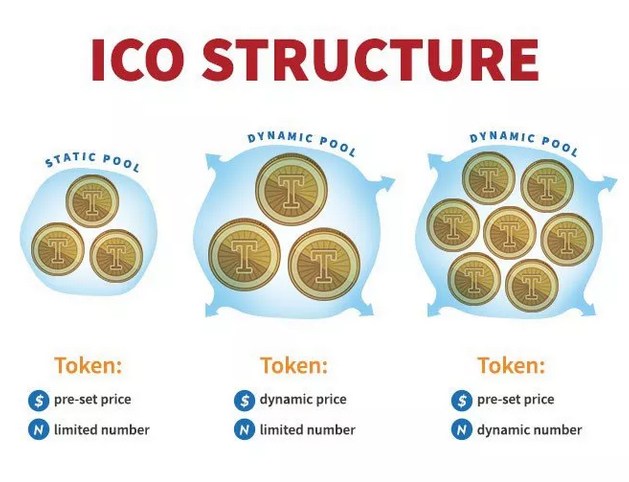 ICO STRUCTURE
STATIC POOL
T
T
T
Token:
$ pre-set price
N limited number
DYNAMIC POOL
T
T
T
Token:
$ dynamic price
N limited number
DYNAMIC POOL
T
T
T
T
T
T
T
Token:
$ pre-set price
N dynamic number